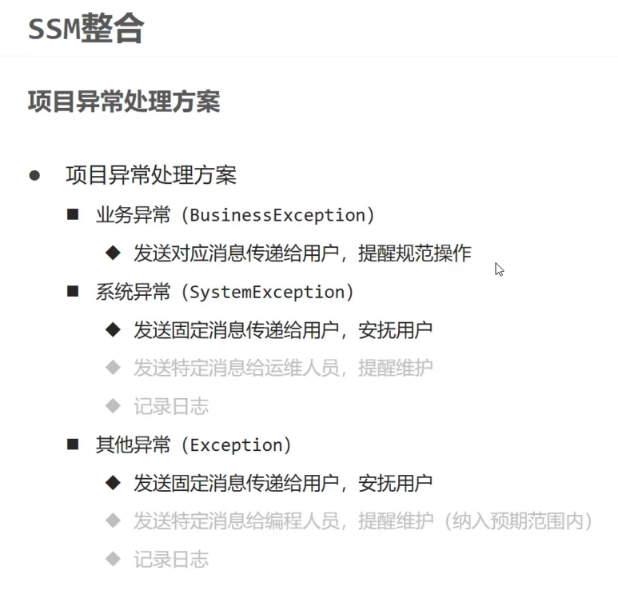 SSM整合
项目异常处理方案
项目异常处理方案
业务异常（BusinessException）
发送对应消息传递给用户，提醒规范操作
系统异常（SystemException）
发送固定消息传递给用户，安抚用户
发送特定消息给运维人员，提醒维护
记录日志
其他异常（Exception）
发送固定消息传递给用户，安抚用户
发送特定消息给编程人员，提醒维护（纳入预期范围内）
记录日志